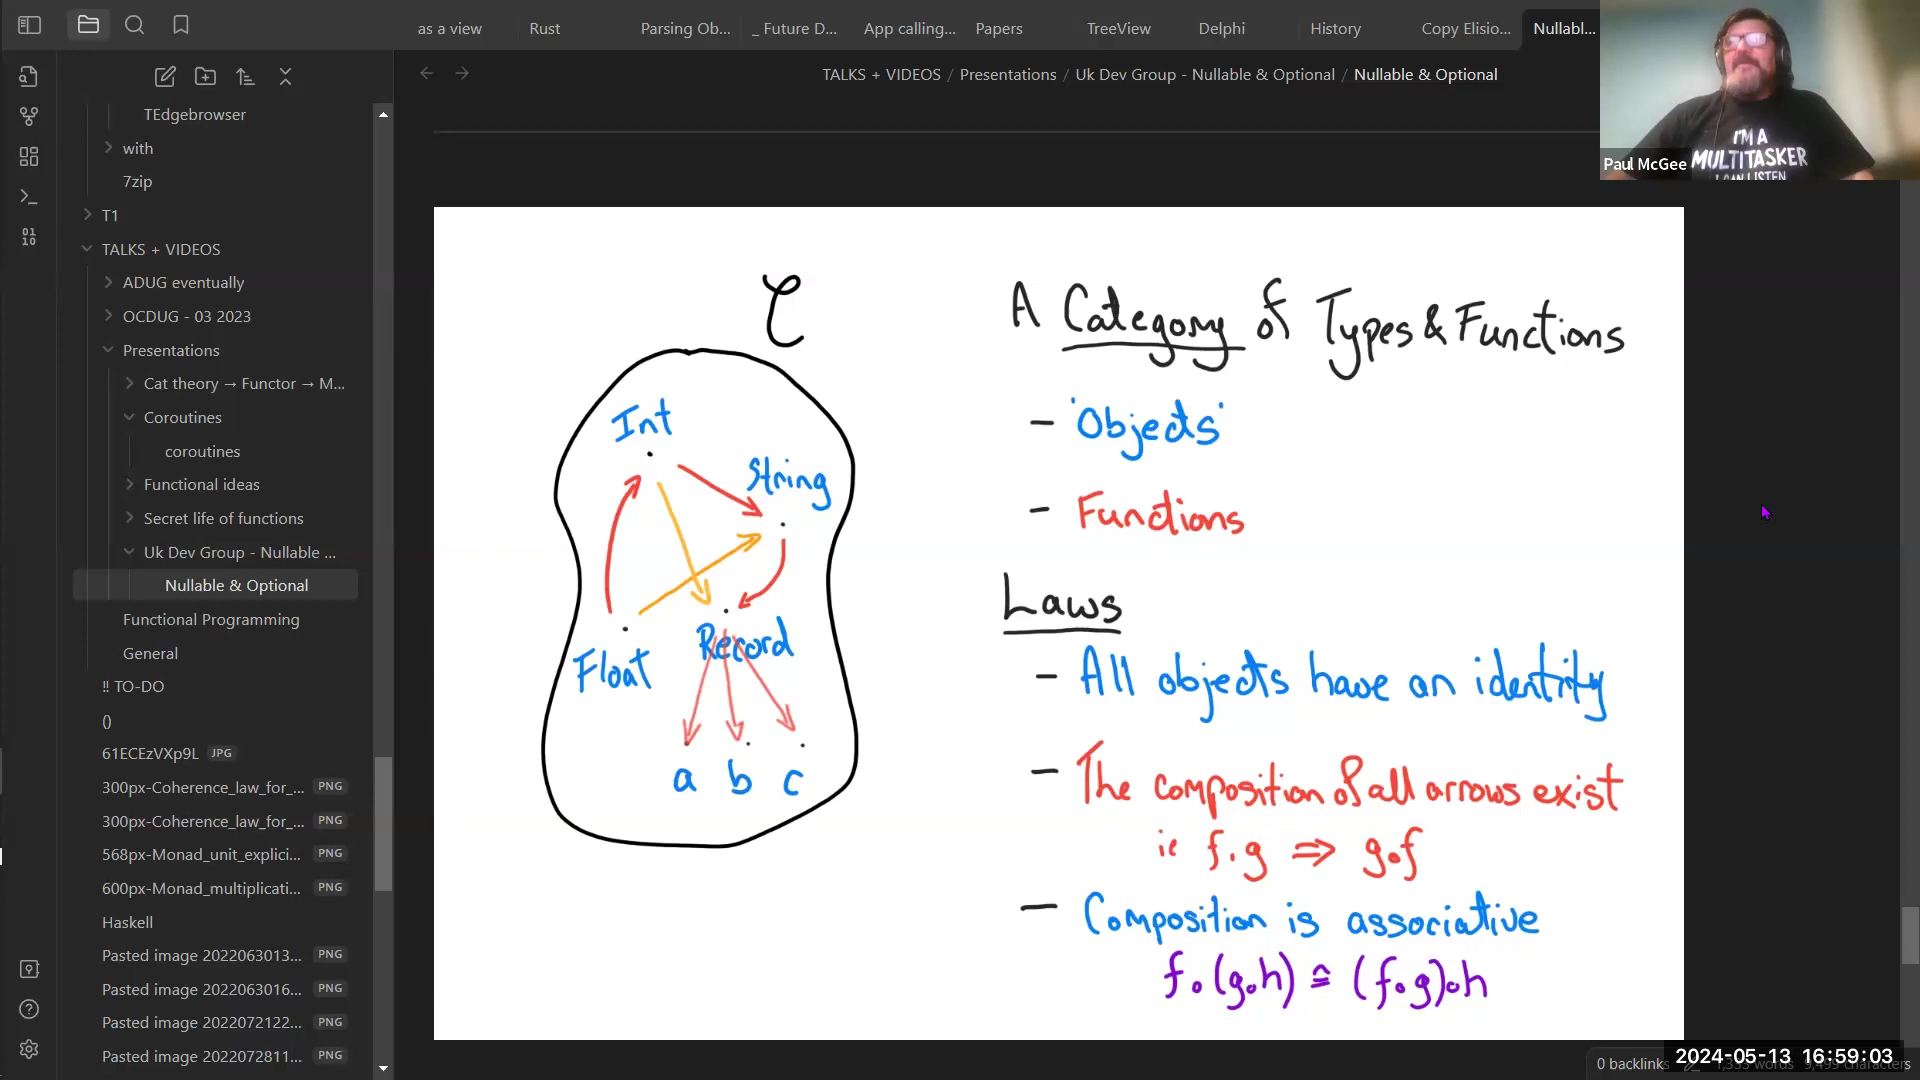 as a view
Rust
Parsing Ob...
_ Future D...
App calling...
Papers
TreeView
Delphi
History
Copy Elisio...
Nullabl...
TALKS + VIDEOS / Presentations / Uk Dev Group - Nullable & Optional / Nullable & Optional
I'M A
MULTITASKER
I CAN LISTEN
Paul McGee
TEdgebrowser
with
7zip
T1
TALKS + VIDEOS
ADUG eventually
OCDUG - 03 2023
Presentations
Cat theory → Functor → M...
Coroutines
coroutines
Functional ideas
Secret life of functions
Uk Dev Group - Nullable ...
Nullable & Optional
Functional Programming
General
!! TO-DO
()
61ECEzVXp9L JPG
300px-Coherence_law_for_... PNG
300px-Coherence_law_for_... PNG
568px-Monad_unit_explici... PNG
600px-Monad_multiplicati... PNG
Haskell
Pasted image 2022063013... PNG
Pasted image 2022063016... PNG
Pasted image 2022072122... PNG
Pasted image 2022072811... PNG
C
Int
String
Float
Record
a b c
A Category of Types & Functions
- 'Objects'
- Functions
Laws
- All objects have an identity
- The composition of all arrows exist
ie f.g ⇒ g∘f
- Composition is associative
f∘(g∘h) ≅ (f∘g)∘h
0 backlinks
2024-05-13 16:59:03